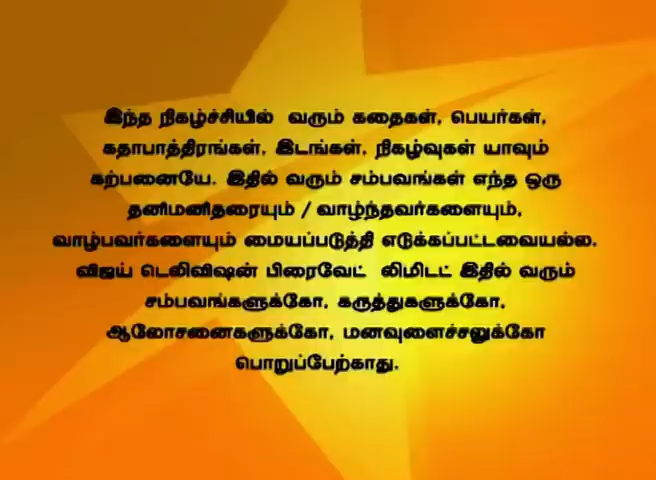 இந்த நிகழ்ச்சியில் வரும் கதைகள், பெயர்கள்,
கதாபாத்திரங்கள், இடங்கள், நிகழ்வுகள் யாவும்
கற்பனையே. இதில் வரும் சம்பவங்கள் எந்த ஒரு
தனிமனிதரையும் / வாழ்ந்தவர்களையும்,
வாழ்பவர்களையும் மையப்படுத்தி எடுக்கப்பட்டவையல்ல.
விஜய் டெலிவிஷன் பிரைவேட் லிமிடட் இதில் வரும்
சம்பவங்களுக்கோ, கருத்துகளுக்கோ,
ஆலோசனைகளுக்கோ, மனவுளைச்சலுக்கோ
பொறுப்பேற்காது.